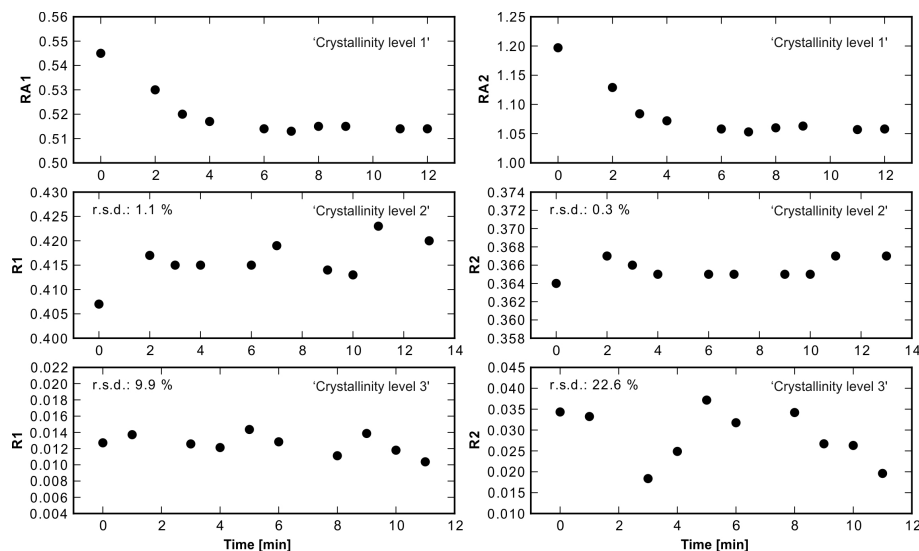 0.56
0.55
0.54
0.53
0.52
0.51
0.50
RA1
‘Crystallinity level 1'
0 2 4 6 8 10 12
1.25
1.20
1.15
1.10
1.05
1.00
RA2
‘Crystallinity level 1'
0 2 4 6 8 10 12
0.430
0.425
0.420
0.415
0.410
0.405
0.400
R1
r.s.d.: 1.1 %
‘Crystallinity level 2'
0 2 4 6 8 10 12 14
0.374
0.372
0.370
0.368
0.366
0.364
0.362
0.360
0.358
R2
r.s.d.: 0.3 %
‘Crystallinity level 2'
0 2 4 6 8 10 12 14
0.022
0.020
0.018
0.016
0.014
0.012
0.010
0.008
0.006
0.004
R1
r.s.d.: 9.9 %
‘Crystallinity level 3'
0 2 4 6 8 10 12
Time [min]
0.045
0.040
0.035
0.030
0.025
0.020
0.015
0.010
R2
r.s.d.: 22.6 %
‘Crystallinity level 3'
0 2 4 6 8 10 12
Time [min]